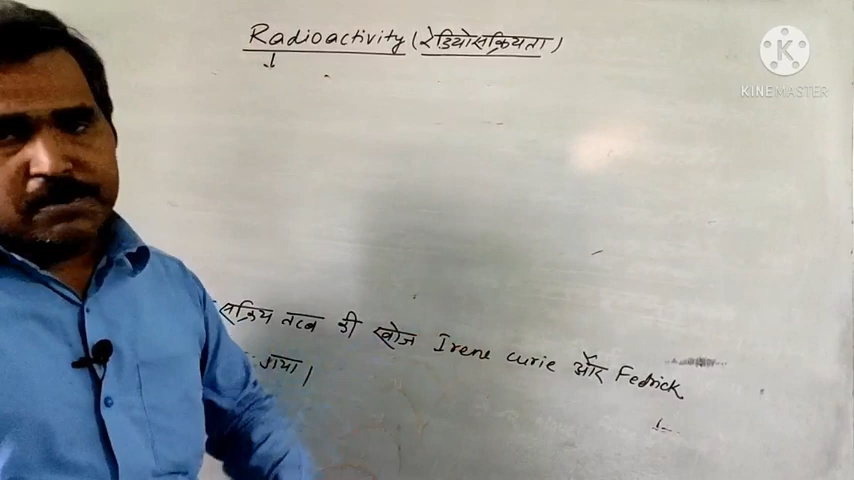 Radioactivity (रेडियोसक्रियता)
KINEMASTER
सक्रिय तत्व की खोज Irene curie और Fedrick
गया।